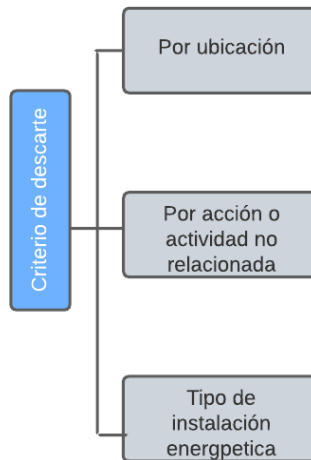 Criterio de descarte
Por ubicación
Por acción o
actividad no
relacionada
Tipo de
instalación
energpetica